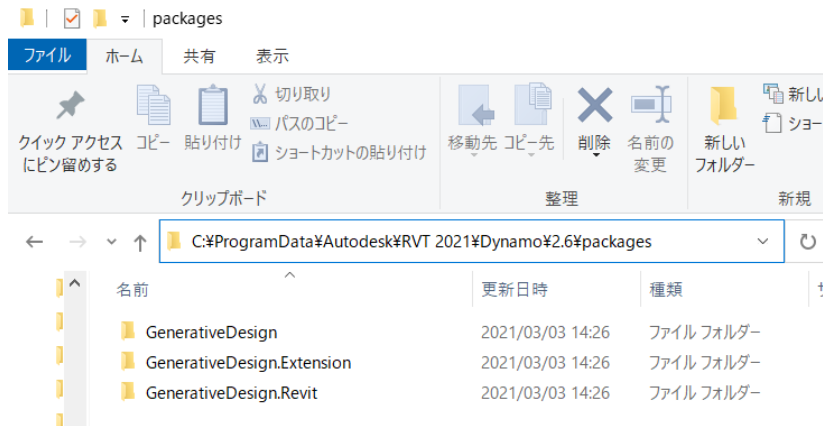 packages
ファイル ホーム 共有 表示
クイック アクセス
にピン留めする
コピー
貼り付け
切り取り
パスのコピー
ショートカットの貼り付け
クリップボード
移動先
コピー先
削除
名前の
変更
整理
新しい
フォルダー
新しい
ショー
新規
C:¥ProgramData¥Autodesk¥RVT 2021¥Dynamo¥2.6¥packages
名前 更新日時 種類
GenerativeDesign 2021/03/03 14:26 ファイル フォルダー
GenerativeDesign.Extension 2021/03/03 14:26 ファイル フォルダー
GenerativeDesign.Revit 2021/03/03 14:26 ファイル フォルダー